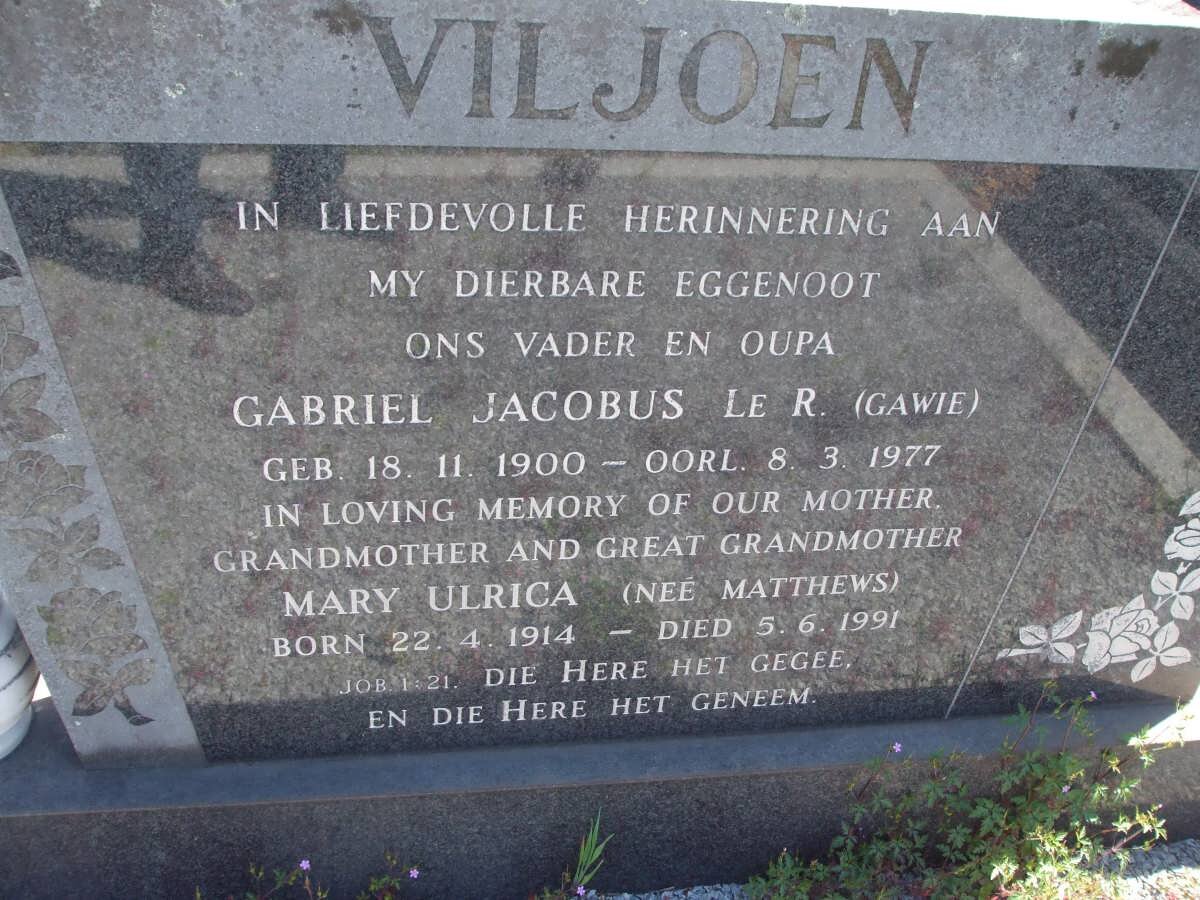 VILJOEN
IN LIEFDEVOLLE HERINNERING AAN
MY DIERBARE EGGENOOT
ONS VADER EN OUPA
GABRIEL JACOBUS LE R. (GAWIE)
GEB. 18. 11. 1900 – OORL. 8. 3. 1977
IN LOVING MEMORY OF OUR MOTHER,
GRANDMOTHER AND GREAT GRANDMOTHER
MARY ULRICA (NEÉ MATTHEWS)
BORN 22. 4. 1914 – DIED 5. 6. 1991
JOB. 1:21. DIE HERE HET GEGEE,
EN DIE HERE HET GENEEM.